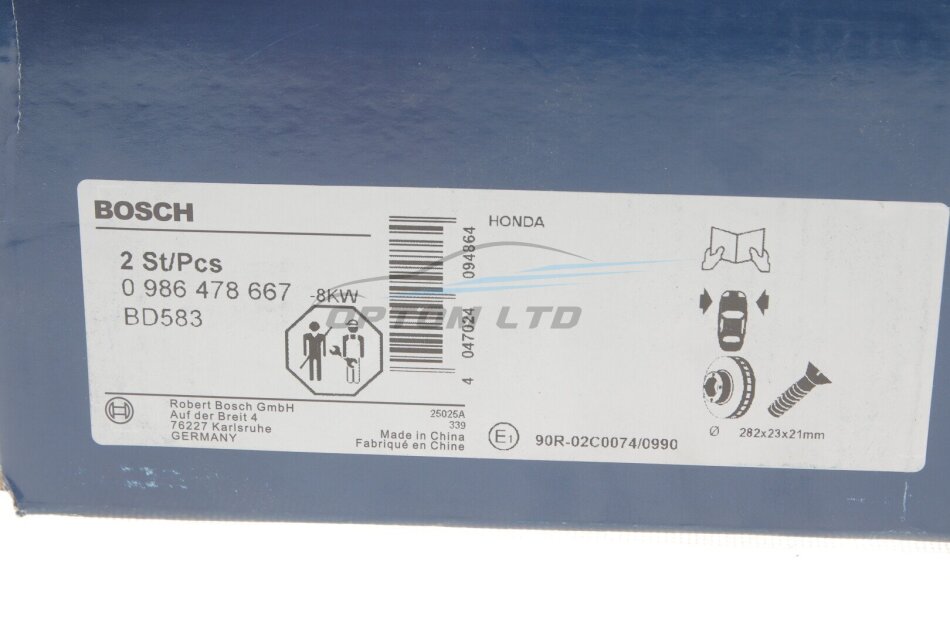 BOSCH
2 St/Pcs
0 986 478 667
-8KW
BD583
4 047024 094864
HONDA
OPTOM LTD
Robert Bosch GmbH
Auf der Breit 4
76227 Karlsruhe
GERMANY
25025A
339
Made in China
Fabriqué en Chine
E1
90R-02C0074/0990
Ø 282x23x21mm